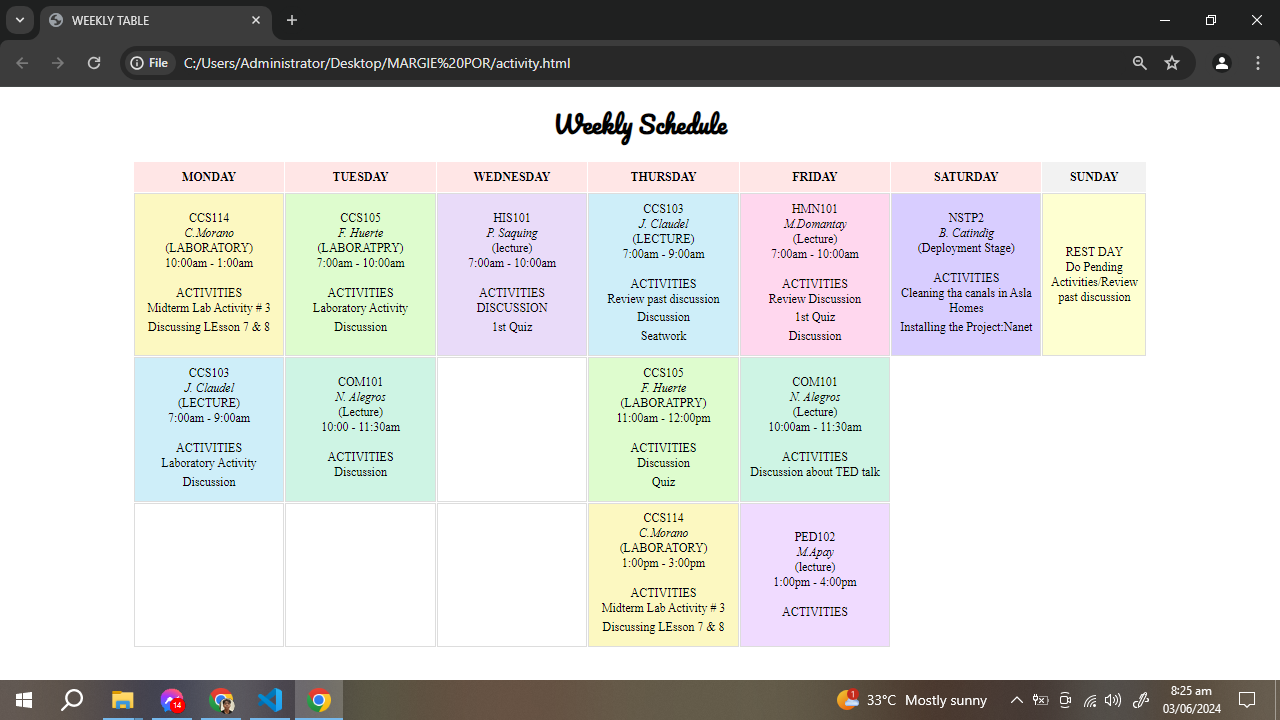 WEEKLY TABLE
File
C:/Users/Administrator/Desktop/MARGIE%20POR/activity.html
Weekly Schedule
MONDAY
TUESDAY
WEDNESDAY
THURSDAY
FRIDAY
SATURDAY
SUNDAY
CCS114
C.Morano
(LABORATORY)
10:00am - 1:00am
ACTIVITIES
Midterm Lab Activity # 3
Discussing LEsson 7 & 8
CCS105
F. Huerte
(LABORATPRY)
7:00am - 10:00am
ACTIVITIES
Laboratory Activity
Discussion
HIS101
P. Saquing
(lecture)
7:00am - 10:00am
ACTIVITIES
DISCUSSION
1st Quiz
CCS103
J. Claudel
(LECTURE)
7:00am - 9:00am
ACTIVITIES
Review past discussion
Discussion
Seatwork
HMN101
M.Domantay
(Lecture)
7:00am - 10:00am
ACTIVITIES
Review Discussion
1st Quiz
Discussion
NSTP2
B. Catindig
(Deployment Stage)
ACTIVITIES
Cleaning tha canals in Asla
Homes
Installing the Project:Nanet
REST DAY
Do Pending
Activities/Review
past discussion
CCS103
J. Claudel
(LECTURE)
7:00am - 9:00am
ACTIVITIES
Laboratory Activity
Discussion
COM101
N. Alegros
(Lecture)
10:00 - 11:30am
ACTIVITIES
Discussion
CCS105
F. Huerte
(LABORATPRY)
11:00am - 12:00pm
ACTIVITIES
Discussion
Quiz
COM101
N. Alegros
(Lecture)
10:00am - 11:30am
ACTIVITIES
Discussion about TED talk
CCS114
C.Morano
(LABORATORY)
1:00pm - 3:00pm
ACTIVITIES
Midterm Lab Activity # 3
Discussing LEsson 7 & 8
PED102
M.Apay
(lecture)
1:00pm - 4:00pm
ACTIVITIES
14
1
33°C Mostly sunny
8:25 am
03/06/2024